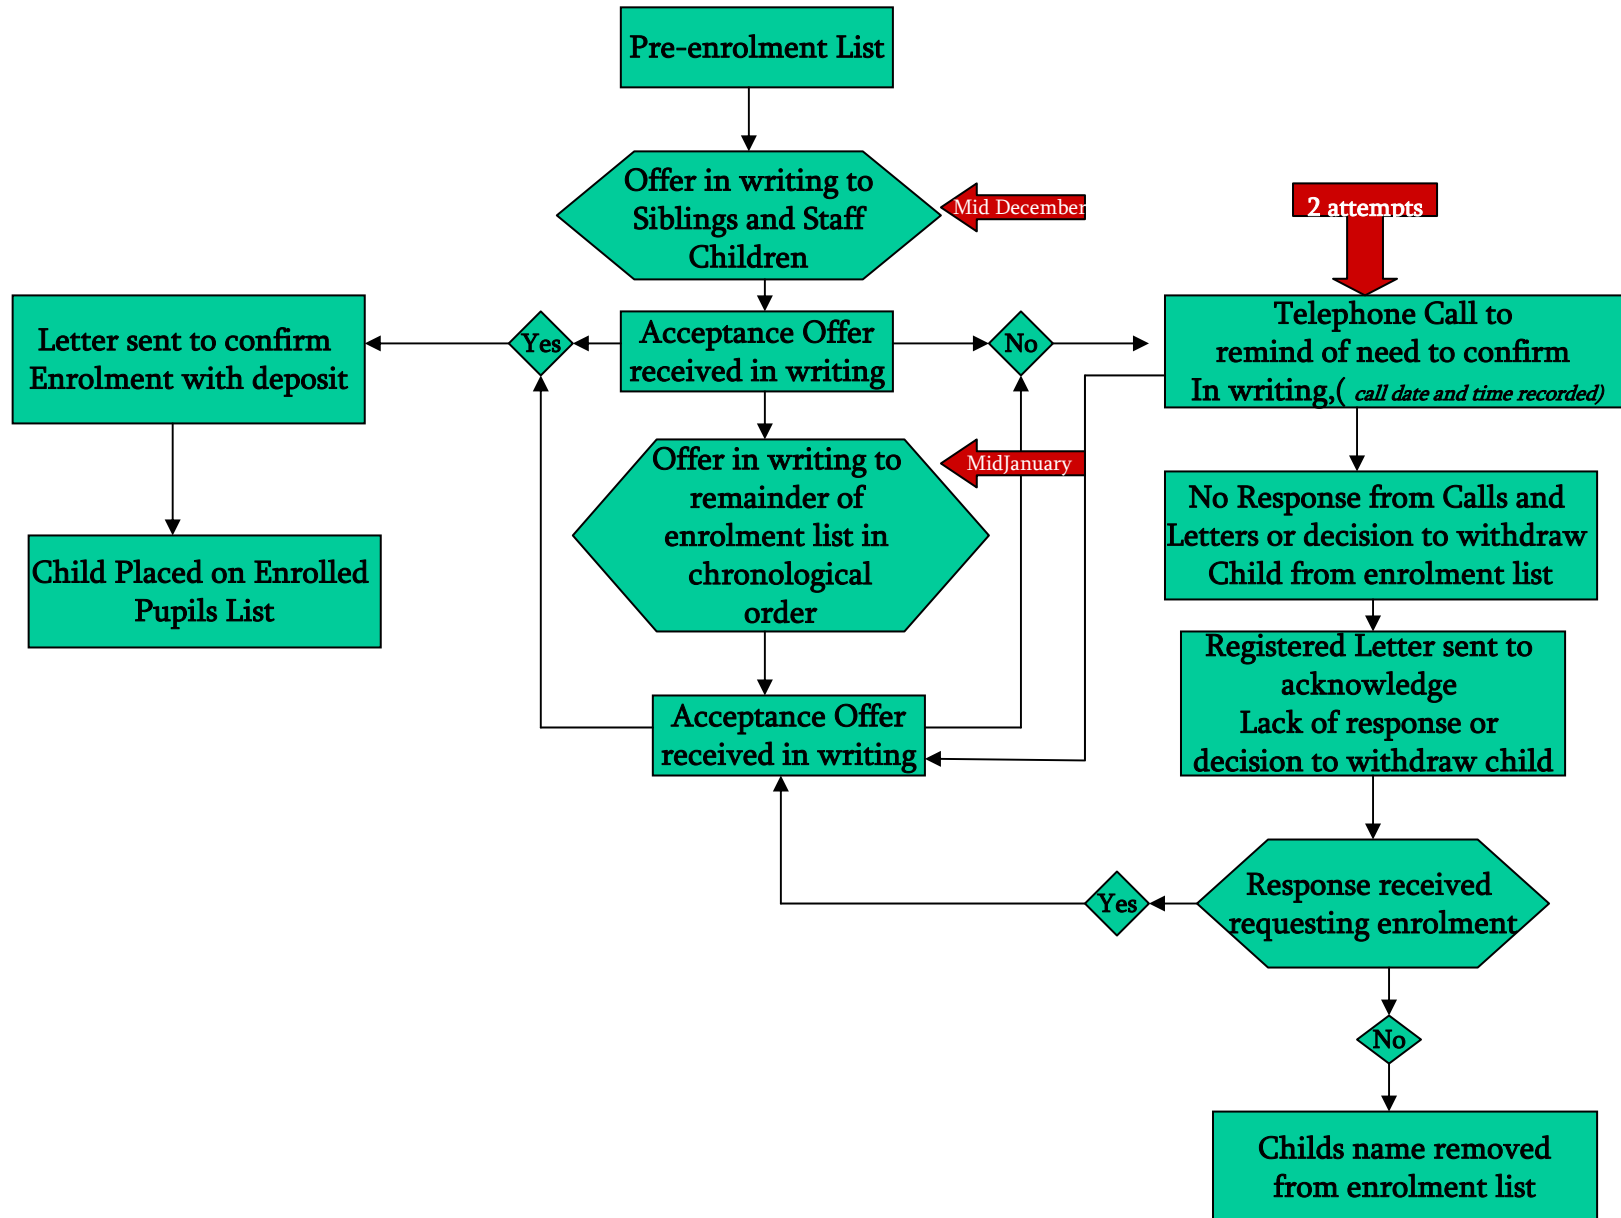 Pre-enrolment List
Offer in writing to
Siblings and Staff
Children
Mid December
2 attempts
Letter sent to confirm
Enrolment with deposit
Yes
Acceptance Offer
received in writing
No
Telephone Call to
remind of need to confirm
In writing,( call date and time recorded)
Offer in writing to
remainder of
enrolment list in
chronological
order
MidJanuary
No Response from Calls and
Letters or decision to withdraw
Child from enrolment list
Child Placed on Enrolled
Pupils List
Registered Letter sent to
acknowledge
Lack of response or
decision to withdraw child
Acceptance Offer
received in writing
Response received
requesting enrolment
Yes
No
Childs name removed
from enrolment list